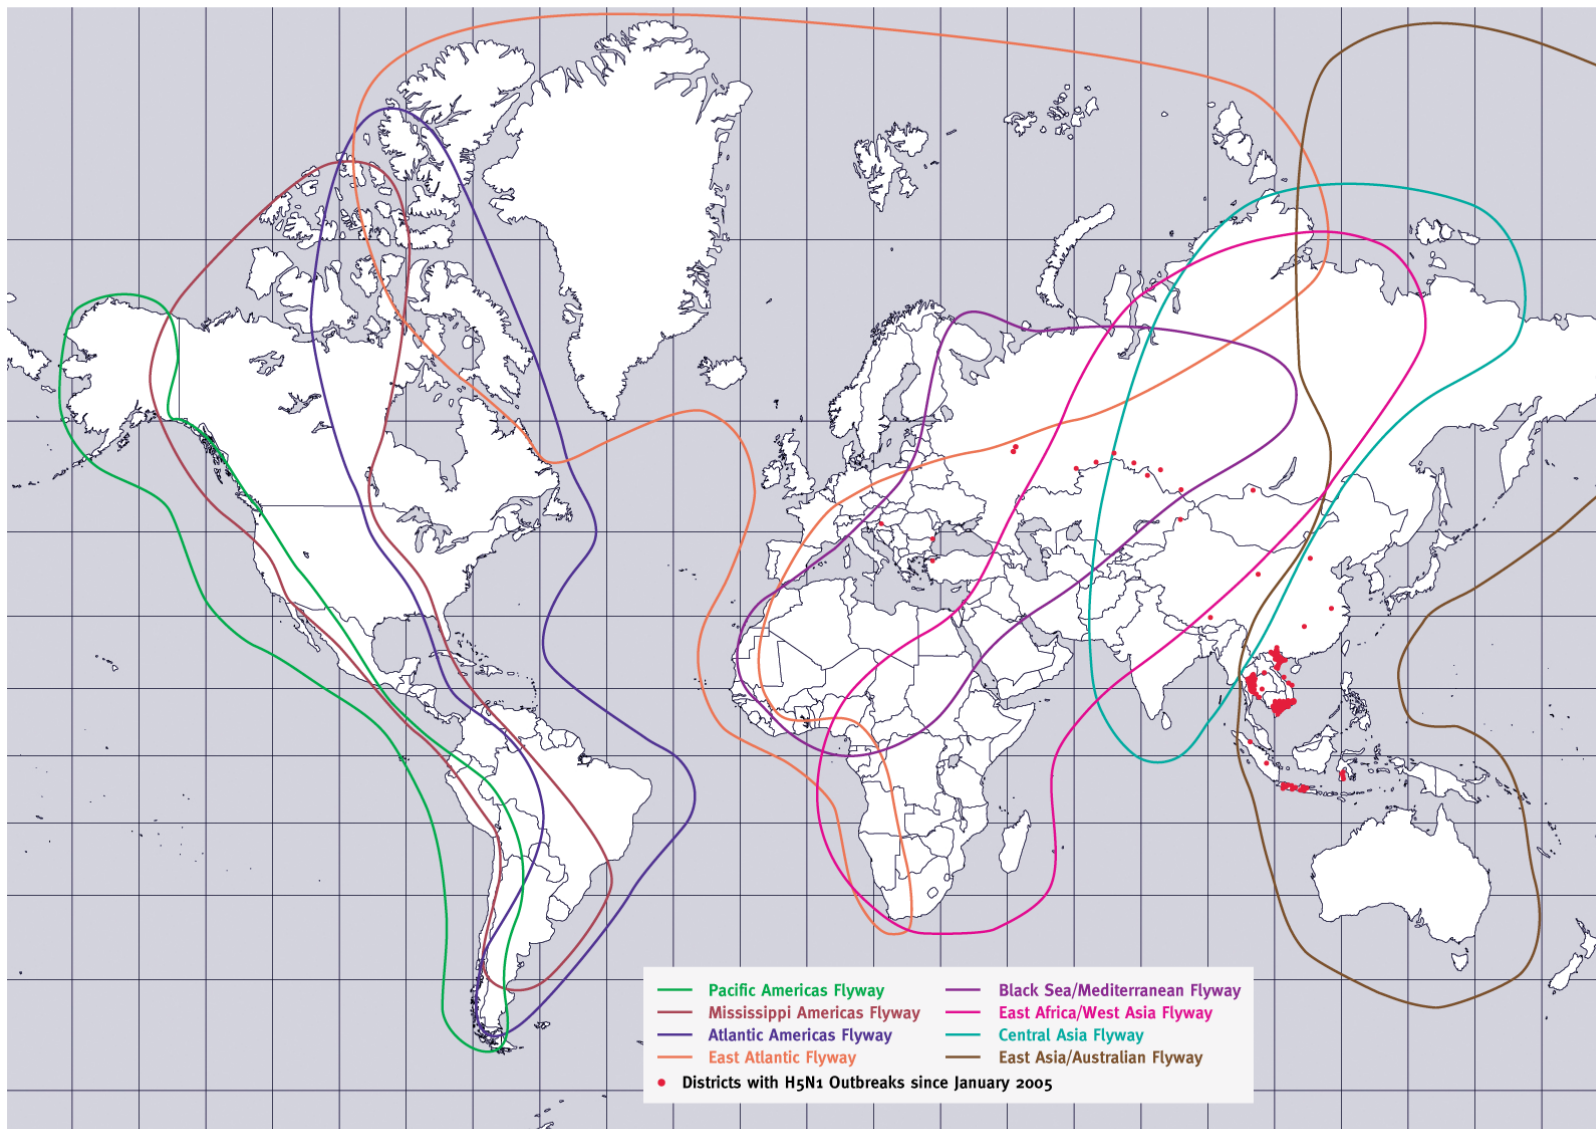 Pacific Americas Flyway
Mississippi Americas Flyway
Atlantic Americas Flyway
East Atlantic Flyway
Black Sea/Mediterranean Flyway
East Africa/West Asia Flyway
Central Asia Flyway
East Asia/Australian Flyway
Districts with H5N1 Outbreaks since January 2005